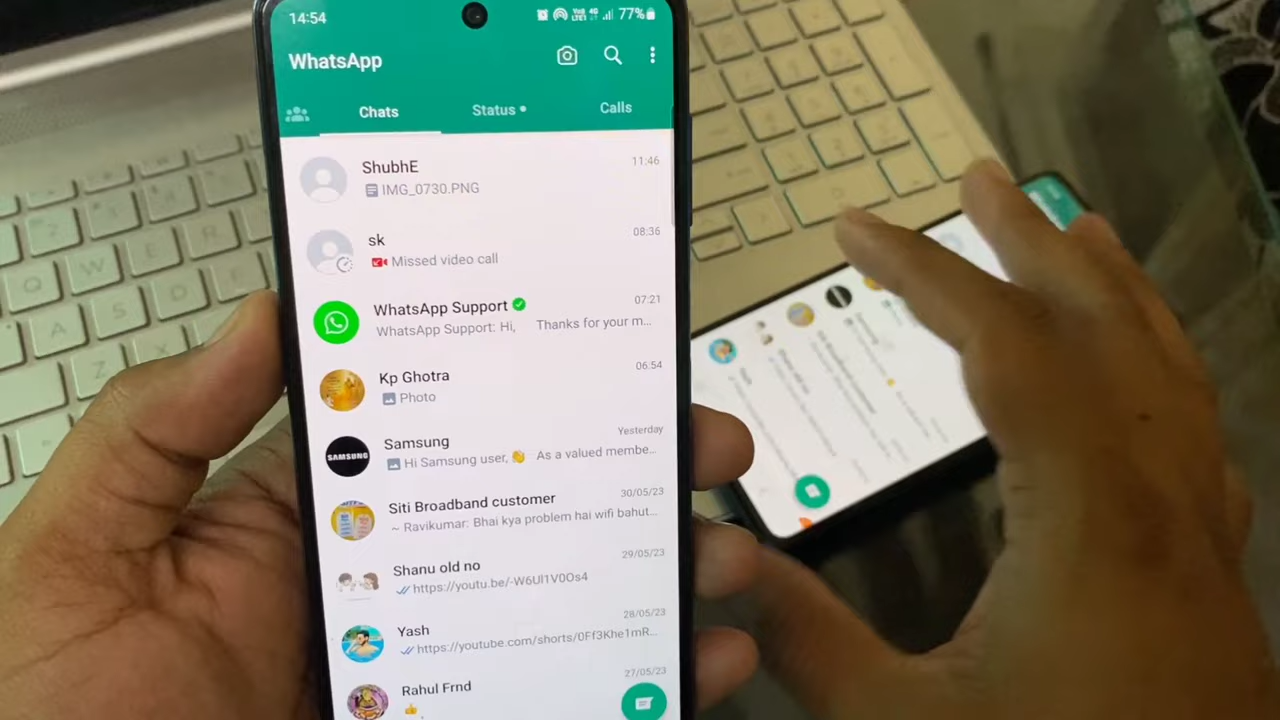 14:54
Vo) LTE1 4G 77%
WhatsApp
Chats
Status
Calls
ShubhE 11:46
IMG_0730.PNG
sk 08:36
Missed video call
WhatsApp Support 07:21
WhatsApp Support: Hi, Thanks for your m...
Kp Ghotra 06:54
Photo
Samsung Yesterday
SAMSUNG
Hi Samsung user, 👋 As a valued membe...
Siti Broadband customer 30/05/23
~ Ravikumar: Bhai kya problem hai wifi bahut...
Shanu old no 29/05/23
https://youtu.be/-W6Ul1V0Os4
Yash 28/05/23
https://youtube.com/shorts/0Ff3Khe1mR...
Rahul Frnd 27/05/23
👍
Q W E R
A S D F